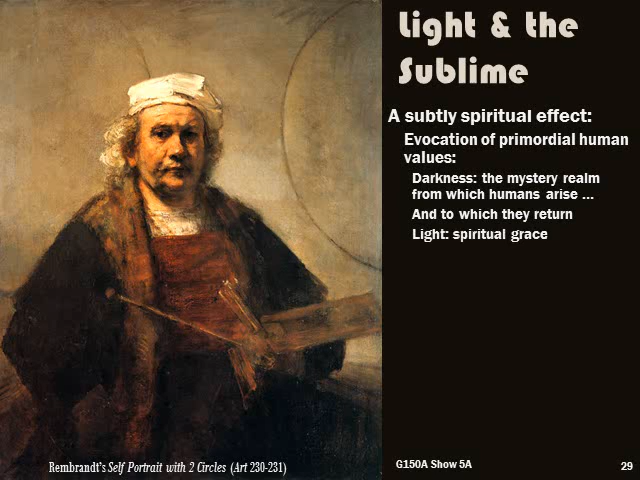 Light & the
Sublime
A subtly spiritual effect:
Evocation of primordial human
values:
Darkness: the mystery realm
from which humans arise ...
And to which they return
Light: spiritual grace
Rembrandt's Self Portrait with 2 Circles (Art 230-231)
G150A Show 5A
29